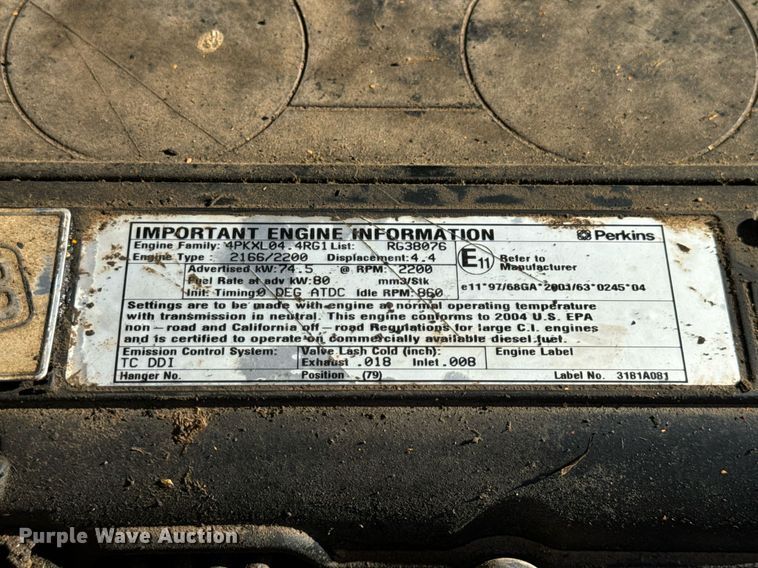 IMPORTANT ENGINE INFORMATION Perkins
Engine Family: 4PKXL04.4RG1 List: RG38076
Engine Type : 2166/2200 Displacement: 4.4
Advertised kW: 74.5 @ RPM: 2200
Fuel Rate at adv kW: 80 mm3/Stk
Init: Timing: 0 DEG ATDC Idle RPM: 860
E11 Refer to Manufacturer
e11*97/68GA*2001/63*0245*04
Settings are to be made with engine at normal operating temperature
with transmission in neutral. This engine conforms to 2004 U.S. EPA
non-road and California off-road Regulations for large C.I. engines
and is certified to operate on commercially available diesel fuel.
Emission Control System: Valve Lash Cold (inch): Engine Label
TC DDI Exhaust .018 Inlet .008
Hanger No. Position (79) Label No. 3181A081
Purple Wave Auction